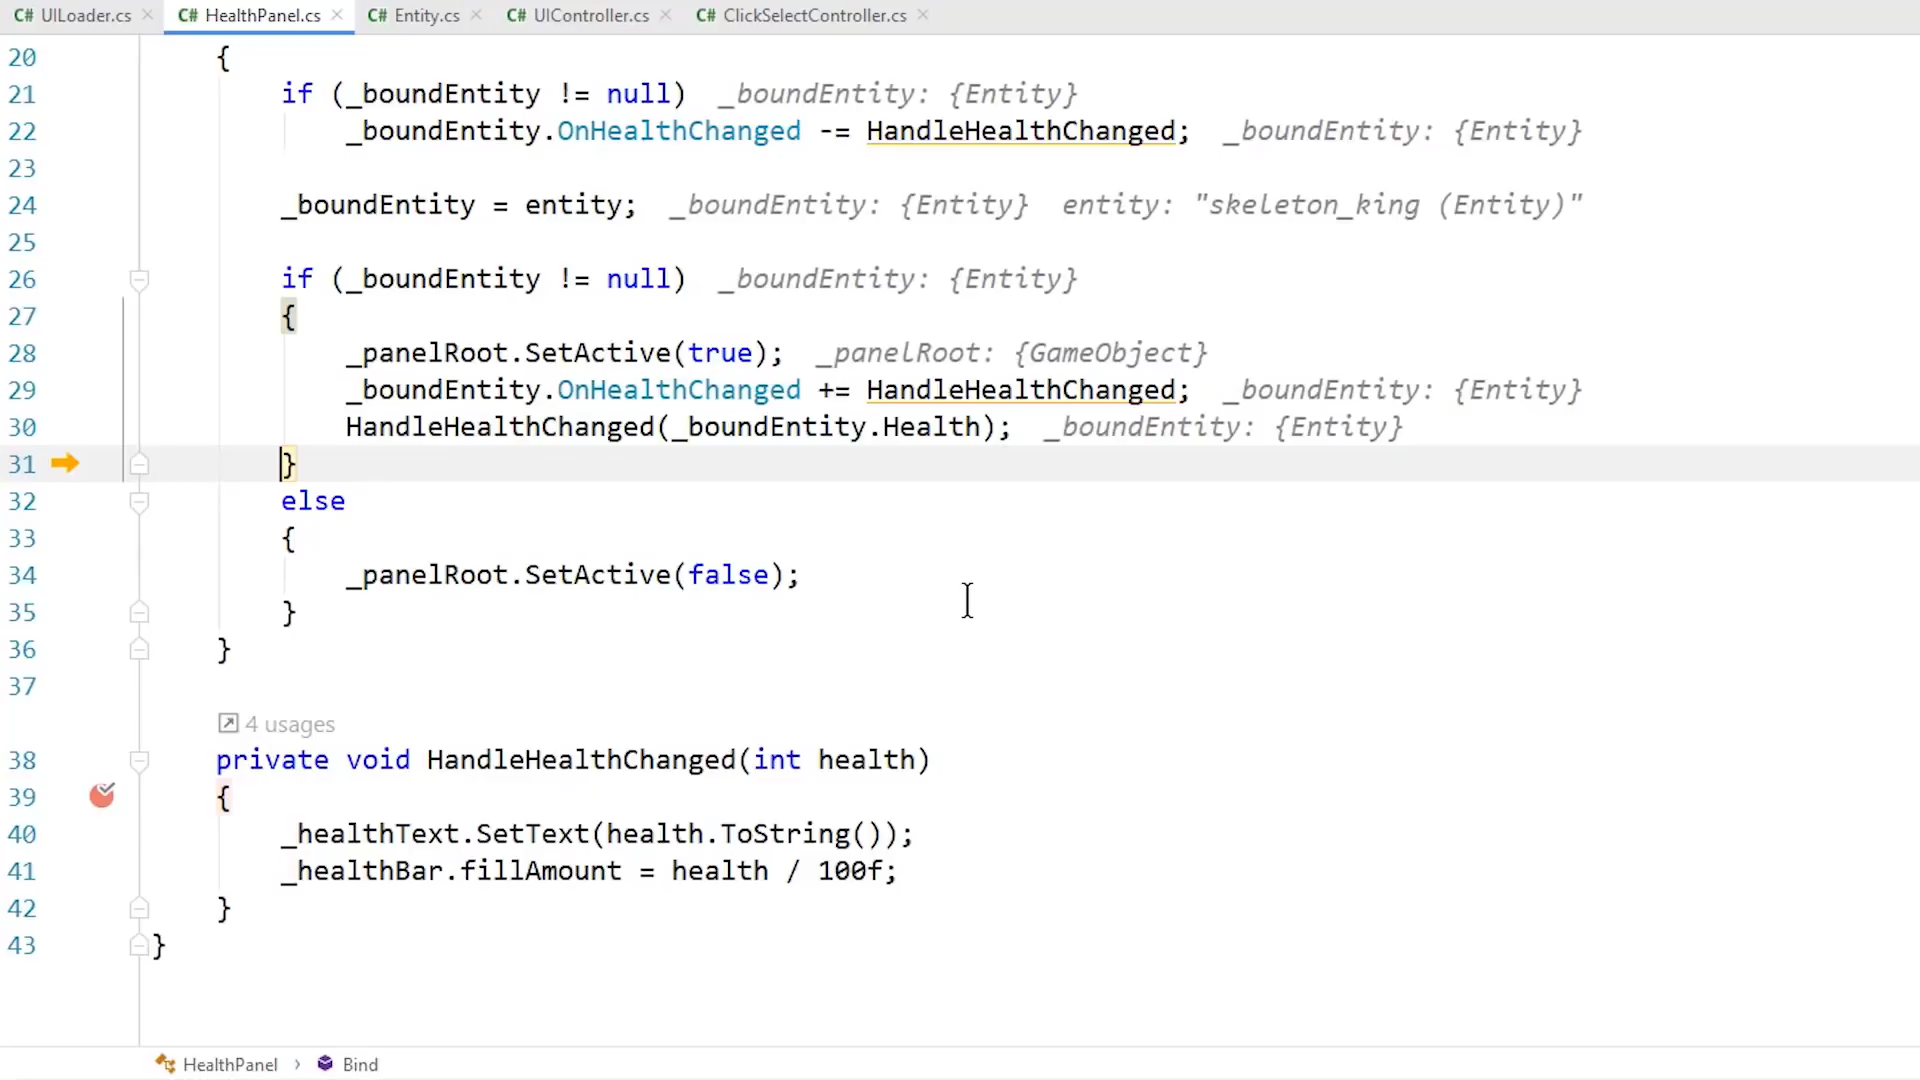 C# UILoader.cs × C# HealthPanel.cs × C# Entity.cs × C# UIController.cs × C# ClickSelectController.cs ×
20 {
21 if (_boundEntity != null) _boundEntity: {Entity}
22 _boundEntity.OnHealthChanged -= HandleHealthChanged; _boundEntity: {Entity}
23
24 _boundEntity = entity; _boundEntity: {Entity} entity: "skeleton_king (Entity)"
25
26 if (_boundEntity != null) _boundEntity: {Entity}
27 {
28 _panelRoot.SetActive(true); _panelRoot: {GameObject}
29 _boundEntity.OnHealthChanged += HandleHealthChanged; _boundEntity: {Entity}
30 HandleHealthChanged(_boundEntity.Health); _boundEntity: {Entity}
31 }
32 else
33 {
34 _panelRoot.SetActive(false);
35 }
36 }
37
4 usages
38 private void HandleHealthChanged(int health)
39 {
40 _healthText.SetText(health.ToString());
41 _healthBar.fillAmount = health / 100f;
42 }
43 }
HealthPanel › Bind